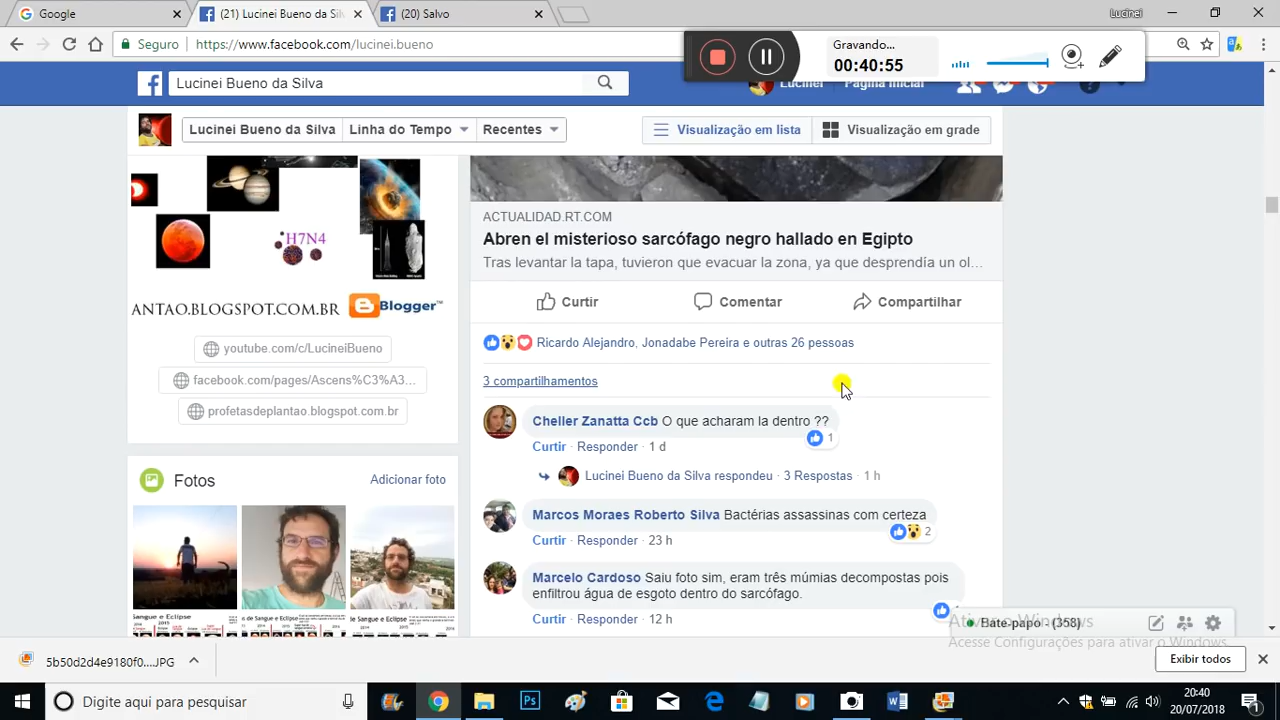 Google
(21) Lucinei Bueno da Sil
(20) Salvo
Lucinei
Seguro
https://www.facebook.com/lucinei.bueno
Gravando...
00:40:55
Lucinei Bueno da Silva
Lucinei
Página inicial
Lucinei Bueno da Silva
Linha do Tempo
Recentes
Visualização em lista
Visualização em grade
H7N4
ANTAO.BLOGSPOT.COM.BR
Blogger™
youtube.com/c/LucineiBueno
facebook.com/pages/Ascens%C3%A3...
profetasdeplantao.blogspot.com.br
Fotos
Adicionar foto
ACTUALIDAD.RT.COM
Abren el misterioso sarcófago negro hallado en Egipto
Tras levantar la tapa, tuvieron que evacuar la zona, ya que desprendía un ol...
Curtir
Comentar
Compartilhar
Ricardo Alejandro, Jonadabe Pereira e outras 26 pessoas
3 compartilhamentos
Cheller Zanatta Ccb O que acharam la dentro ??
1
Curtir · Responder · 1 d
Lucinei Bueno da Silva respondeu · 3 Respostas · 1 h
Marcos Moraes Roberto Silva Bactérias assassinas com certeza
2
Curtir · Responder · 23 h
Marcelo Cardoso Saiu foto sim, eram três múmias decompostas pois
enfiltrou água de esgoto dentro do sarcófago.
Curtir · Responder · 12 h
Bate-papo (358)
Windows
Acesse Configurações para ativar o Windows.
5b50d2d4e9180f0....JPG
Exibir todos
Digite aqui para pesquisar
20:40
20/07/2018
1